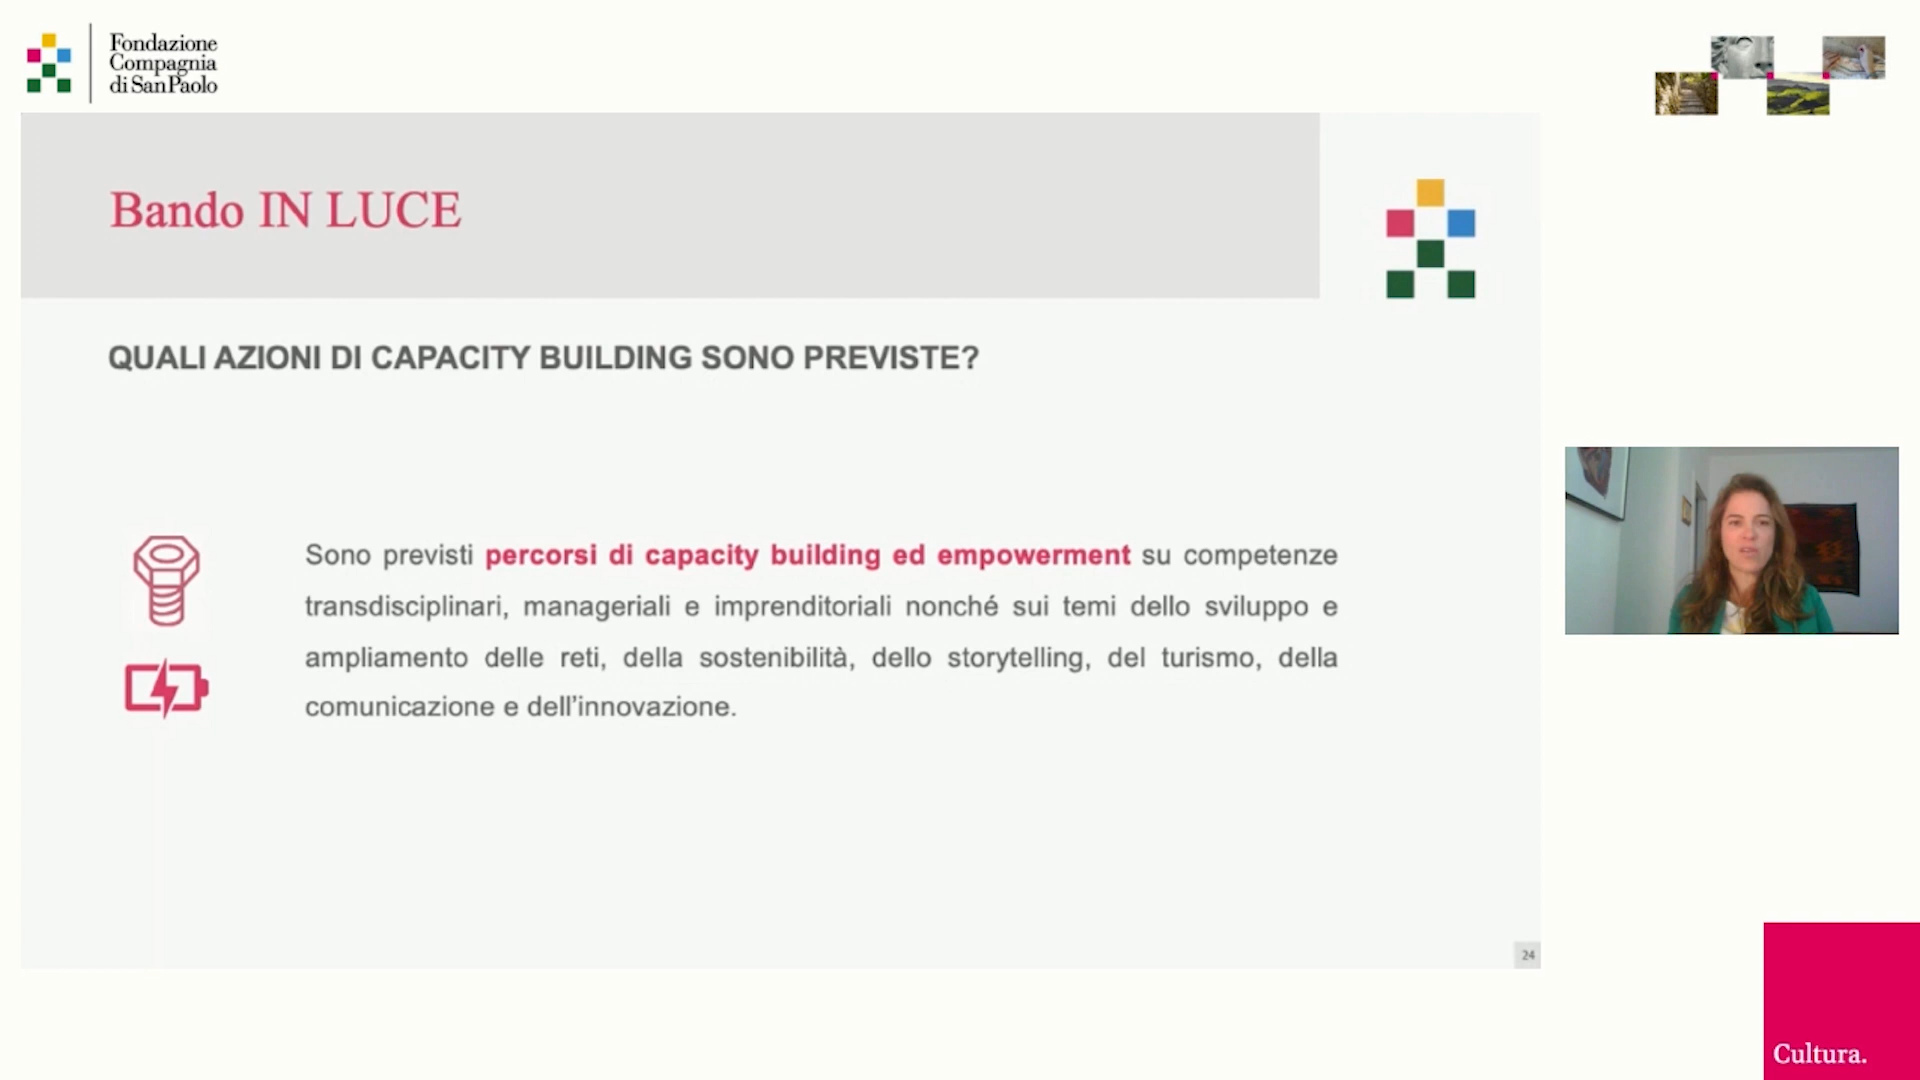 Fondazione
Compagnia
di San Paolo
Bando IN LUCE
QUALI AZIONI DI CAPACITY BUILDING SONO PREVISTE?
Sono previsti percorsi di capacity building ed empowerment su competenze
transdisciplinari, manageriali e imprenditoriali nonché sui temi dello sviluppo e
ampliamento delle reti, della sostenibilità, dello storytelling, del turismo, della
comunicazione e dell’innovazione.
24
Cultura.